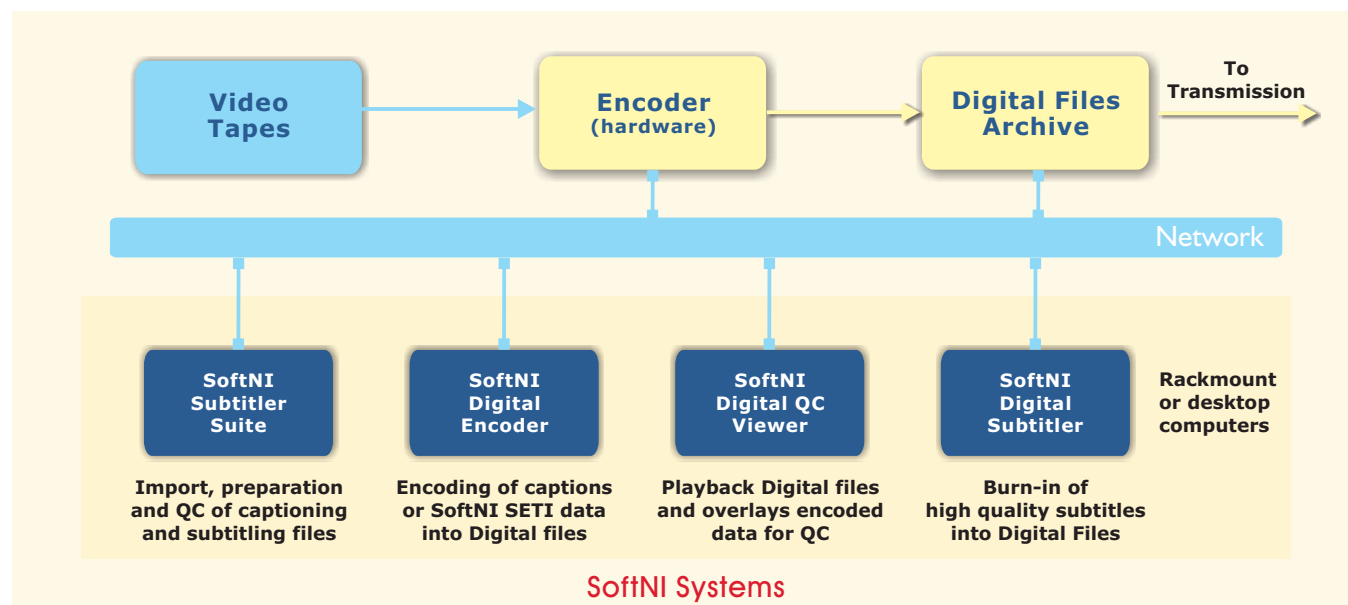 Video
Tapes
Encoder
(hardware)
Digital Files
Archive
To
Transmission
Network
SoftNI
Subtitler
Suite
SoftNI
Digital
Encoder
SoftNI
Digital QC
Viewer
SoftNI
Digital
Subtitler
Rackmount
or desktop
computers
Import, preparation
and QC of captioning
and subtitling files
Encoding of captions
or SoftNI SETI data
into Digital files
Playback Digital files
and overlays encoded
data for QC
Burn-in of
high quality subtitles
into Digital Files
SoftNI Systems